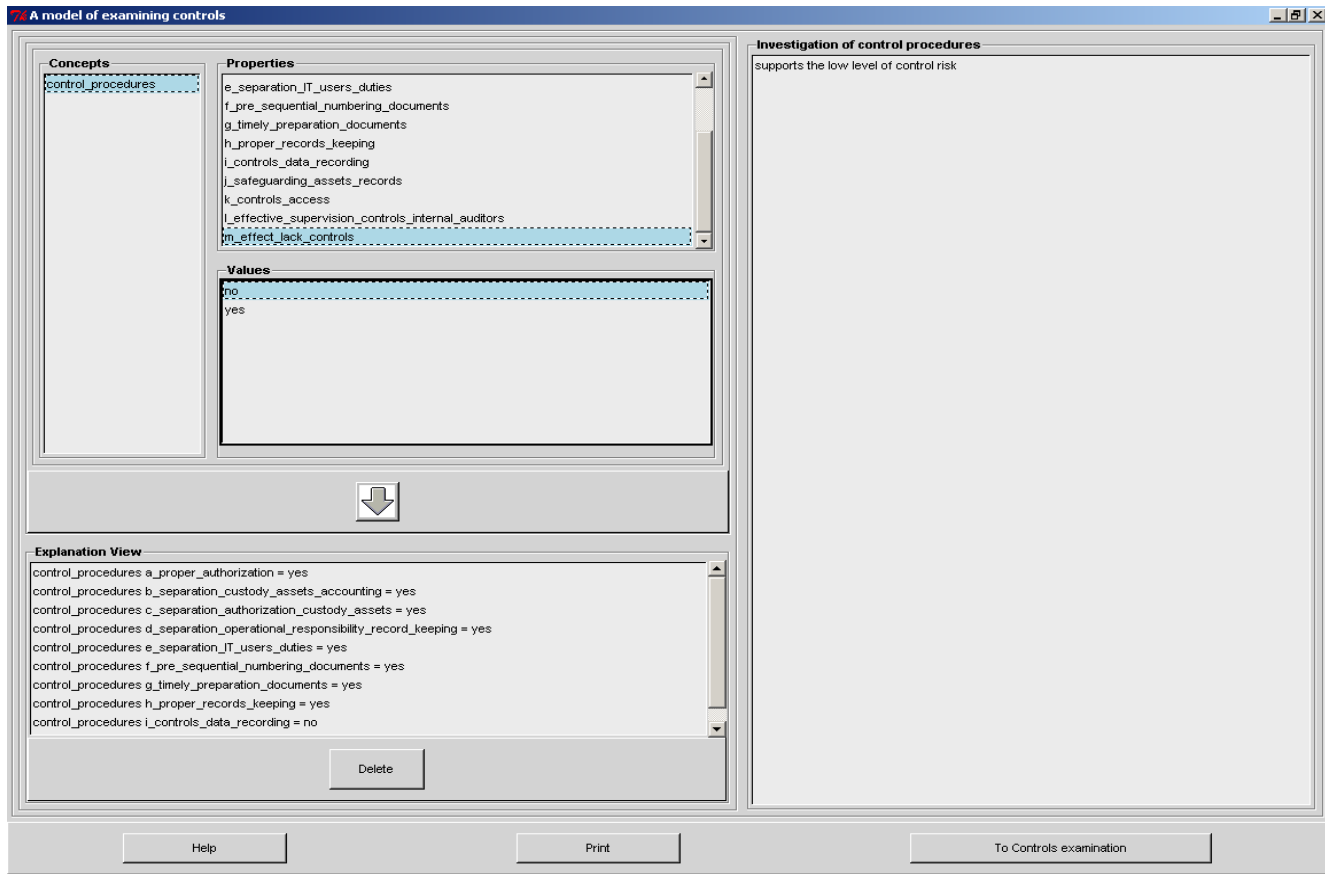 A model of examining controls
Concepts
control_procedures
Properties
e_separation_IT_users_duties
f_pre_sequential_numbering_documents
g_timely_preparation_documents
h_proper_records_keeping
i_controls_data_recording
j_safeguarding_assets_records
k_controls_access
l_effective_supervision_controls_internal_auditors
m_effect_lack_controls
Values
no
yes
Explanation View
control_procedures a_proper_authorization = yes
control_procedures b_separation_custody_assets_accounting = yes
control_procedures c_separation_authorization_custody_assets = yes
control_procedures d_separation_operational_responsibility_record_keeping = yes
control_procedures e_separation_IT_users_duties = yes
control_procedures f_pre_sequential_numbering_documents = yes
control_procedures g_timely_preparation_documents = yes
control_procedures h_proper_records_keeping = yes
control_procedures i_controls_data_recording = no
Delete
Investigation of control procedures
supports the low level of control risk
Help
Print
To Controls examination